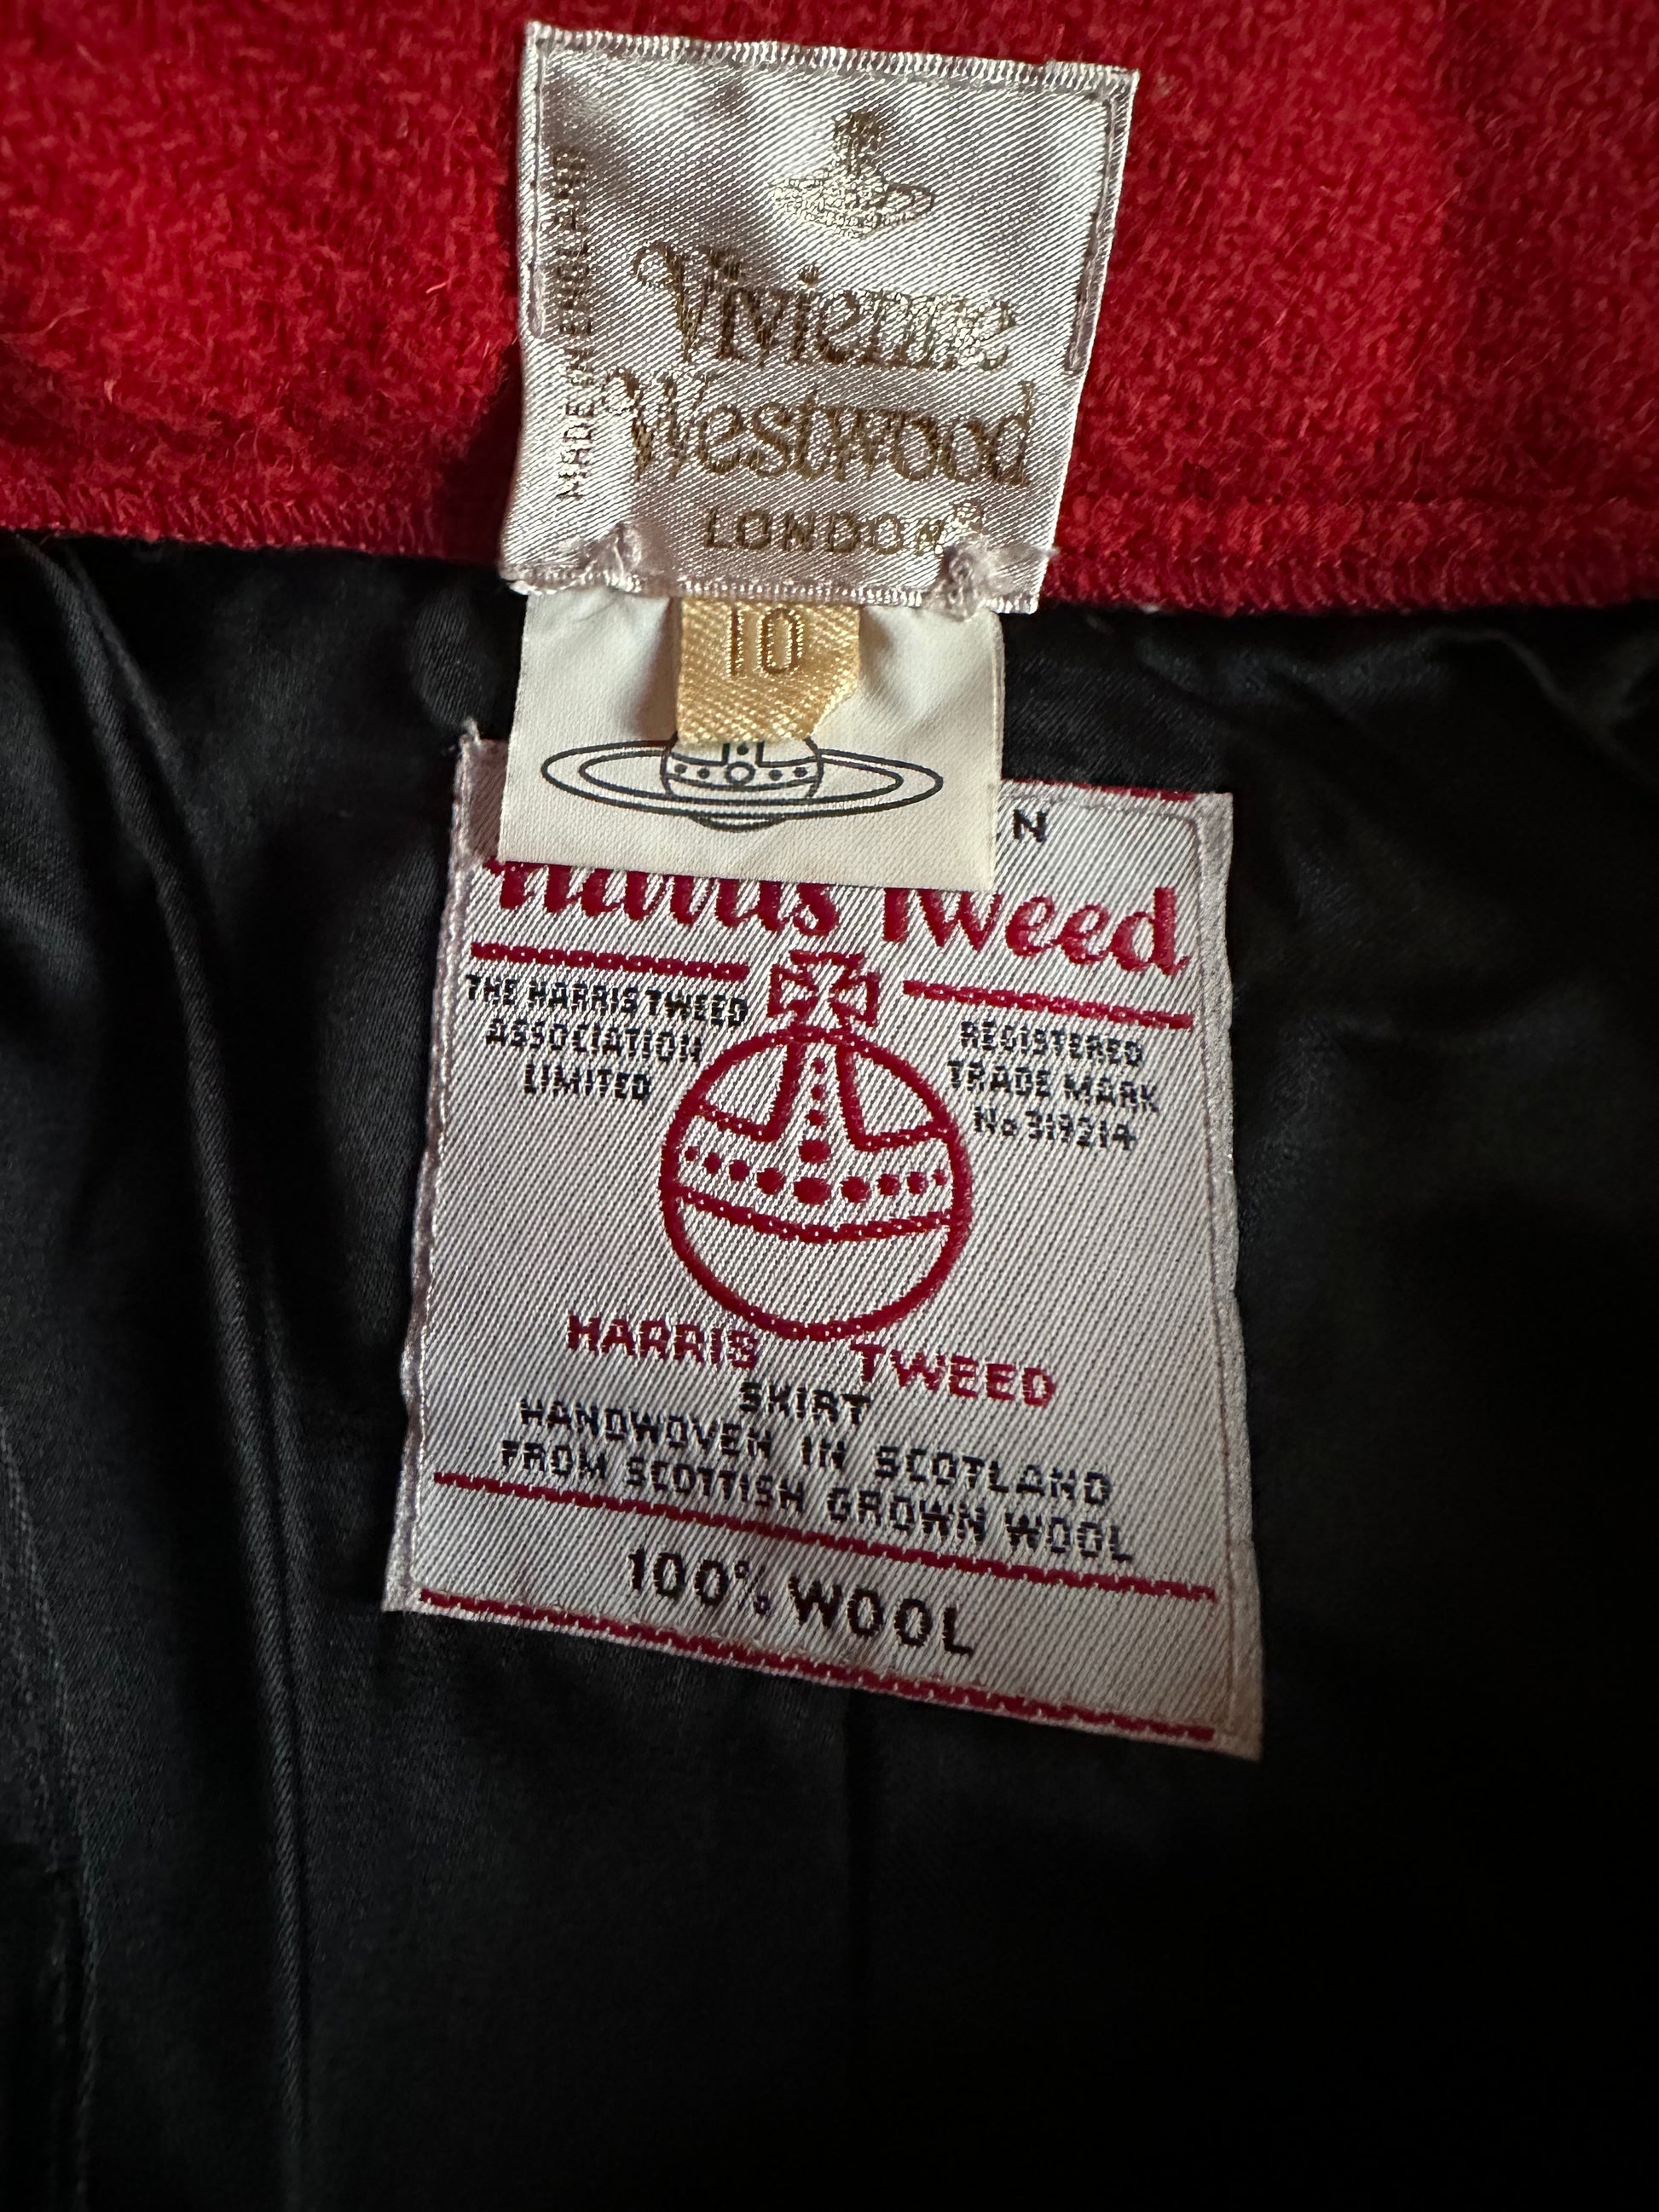 MADE IN ENGLAND
Vivienne
Westwood
LONDON®
10
Harris Tweed
THE HARRIS TWEED
ASSOCIATION
LIMITED
REGISTERED
TRADE MARK
No 319214
HARRIS TWEED
SKIRT
HANDWOVEN IN SCOTLAND
FROM SCOTTISH GROWN WOOL
100% WOOL